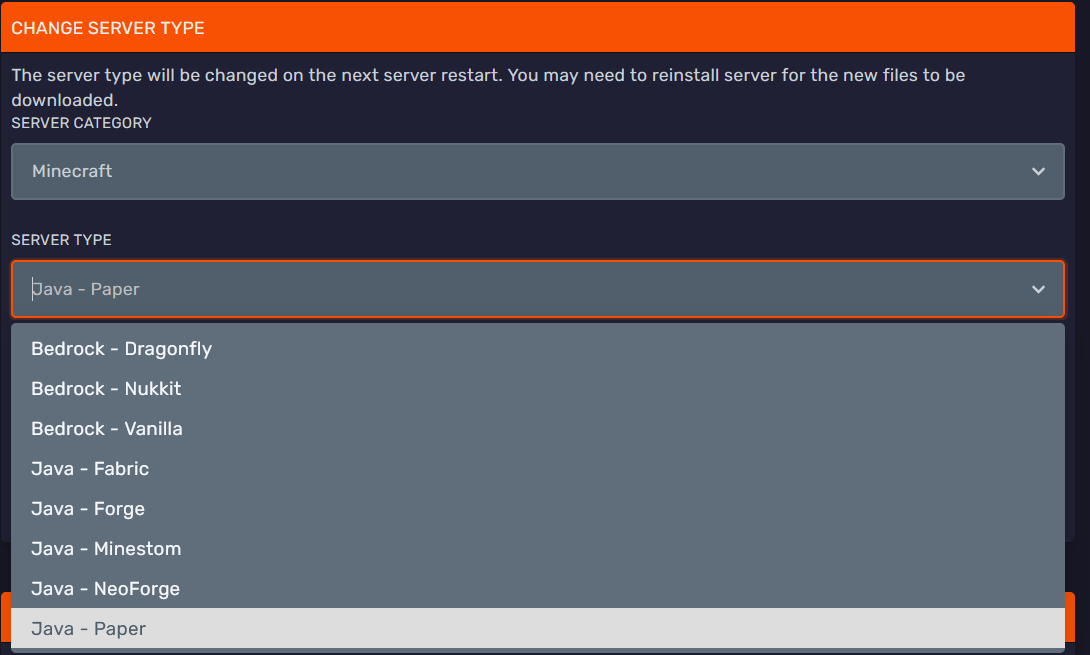 CHANGE SERVER TYPE
The server type will be changed on the next server restart. You may need to reinstall server for the new files to be
downloaded.
SERVER CATEGORY
Minecraft
SERVER TYPE
Java - Paper
Bedrock - Dragonfly
Bedrock - Nukkit
Bedrock - Vanilla
Java - Fabric
Java - Forge
Java - Minestom
Java - NeoForge
Java - Paper